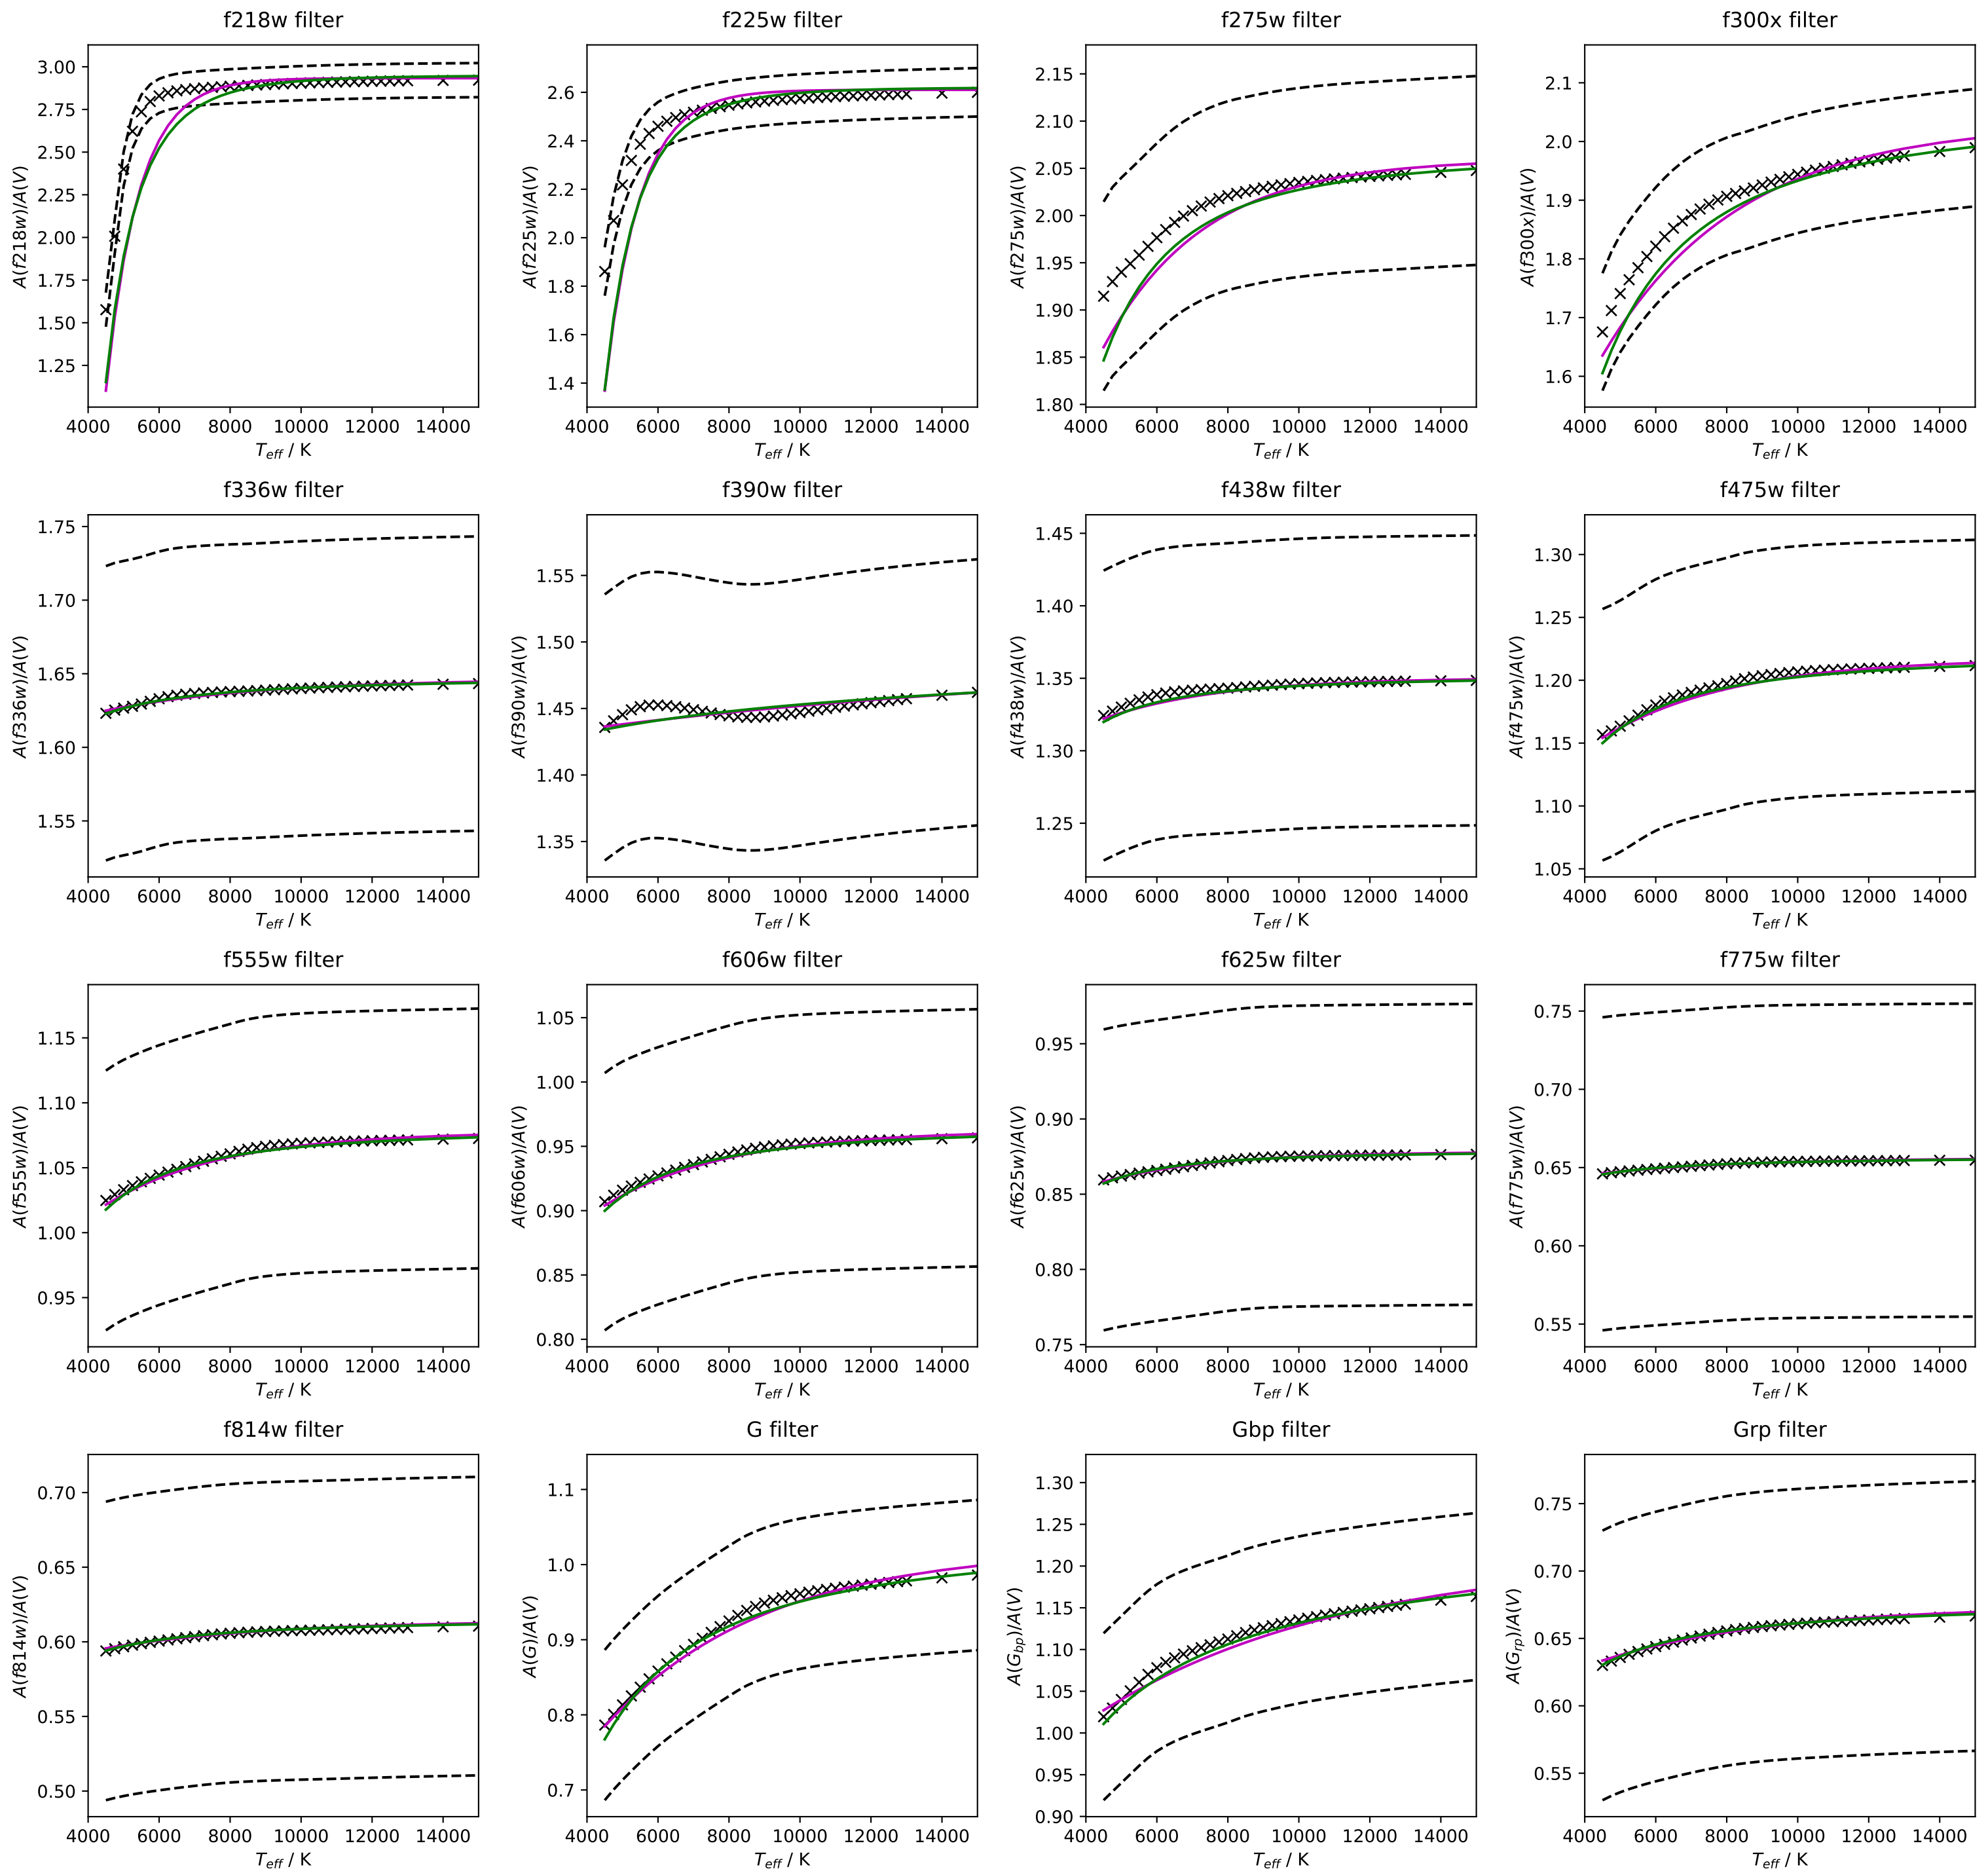 f218w filter
f225w filter
f275w filter
f300x filter
A(f218w)/A(V)
3.00
2.75
2.50
2.25
2.00
1.75
1.50
1.25
4000 6000 8000 10000 12000 14000
T_eff / K
A(f225w)/A(V)
2.6
2.4
2.2
2.0
1.8
1.6
1.4
4000 6000 8000 10000 12000 14000
T_eff / K
A(f275w)/A(V)
2.15
2.10
2.05
2.00
1.95
1.90
1.85
1.80
4000 6000 8000 10000 12000 14000
T_eff / K
A(f300x)/A(V)
2.1
2.0
1.9
1.8
1.7
1.6
4000 6000 8000 10000 12000 14000
T_eff / K
f336w filter
f390w filter
f438w filter
f475w filter
A(f336w)/A(V)
1.75
1.70
1.65
1.60
1.55
4000 6000 8000 10000 12000 14000
T_eff / K
A(f390w)/A(V)
1.55
1.50
1.45
1.40
1.35
4000 6000 8000 10000 12000 14000
T_eff / K
A(f438w)/A(V)
1.45
1.40
1.35
1.30
1.25
4000 6000 8000 10000 12000 14000
T_eff / K
A(f475w)/A(V)
1.30
1.25
1.20
1.15
1.10
1.05
4000 6000 8000 10000 12000 14000
T_eff / K
f555w filter
f606w filter
f625w filter
f775w filter
A(f555w)/A(V)
1.15
1.10
1.05
1.00
0.95
4000 6000 8000 10000 12000 14000
T_eff / K
A(f606w)/A(V)
1.05
1.00
0.95
0.90
0.85
0.80
4000 6000 8000 10000 12000 14000
T_eff / K
A(f625w)/A(V)
0.95
0.90
0.85
0.80
0.75
4000 6000 8000 10000 12000 14000
T_eff / K
A(f775w)/A(V)
0.75
0.70
0.65
0.60
0.55
4000 6000 8000 10000 12000 14000
T_eff / K
f814w filter
G filter
Gbp filter
Grp filter
A(f814w)/A(V)
0.70
0.65
0.60
0.55
0.50
4000 6000 8000 10000 12000 14000
T_eff / K
A(G)/A(V)
1.1
1.0
0.9
0.8
0.7
4000 6000 8000 10000 12000 14000
T_eff / K
A(G_bp)/A(V)
1.30
1.25
1.20
1.15
1.10
1.05
1.00
0.95
0.90
4000 6000 8000 10000 12000 14000
T_eff / K
A(G_rp)/A(V)
0.75
0.70
0.65
0.60
0.55
4000 6000 8000 10000 12000 14000
T_eff / K